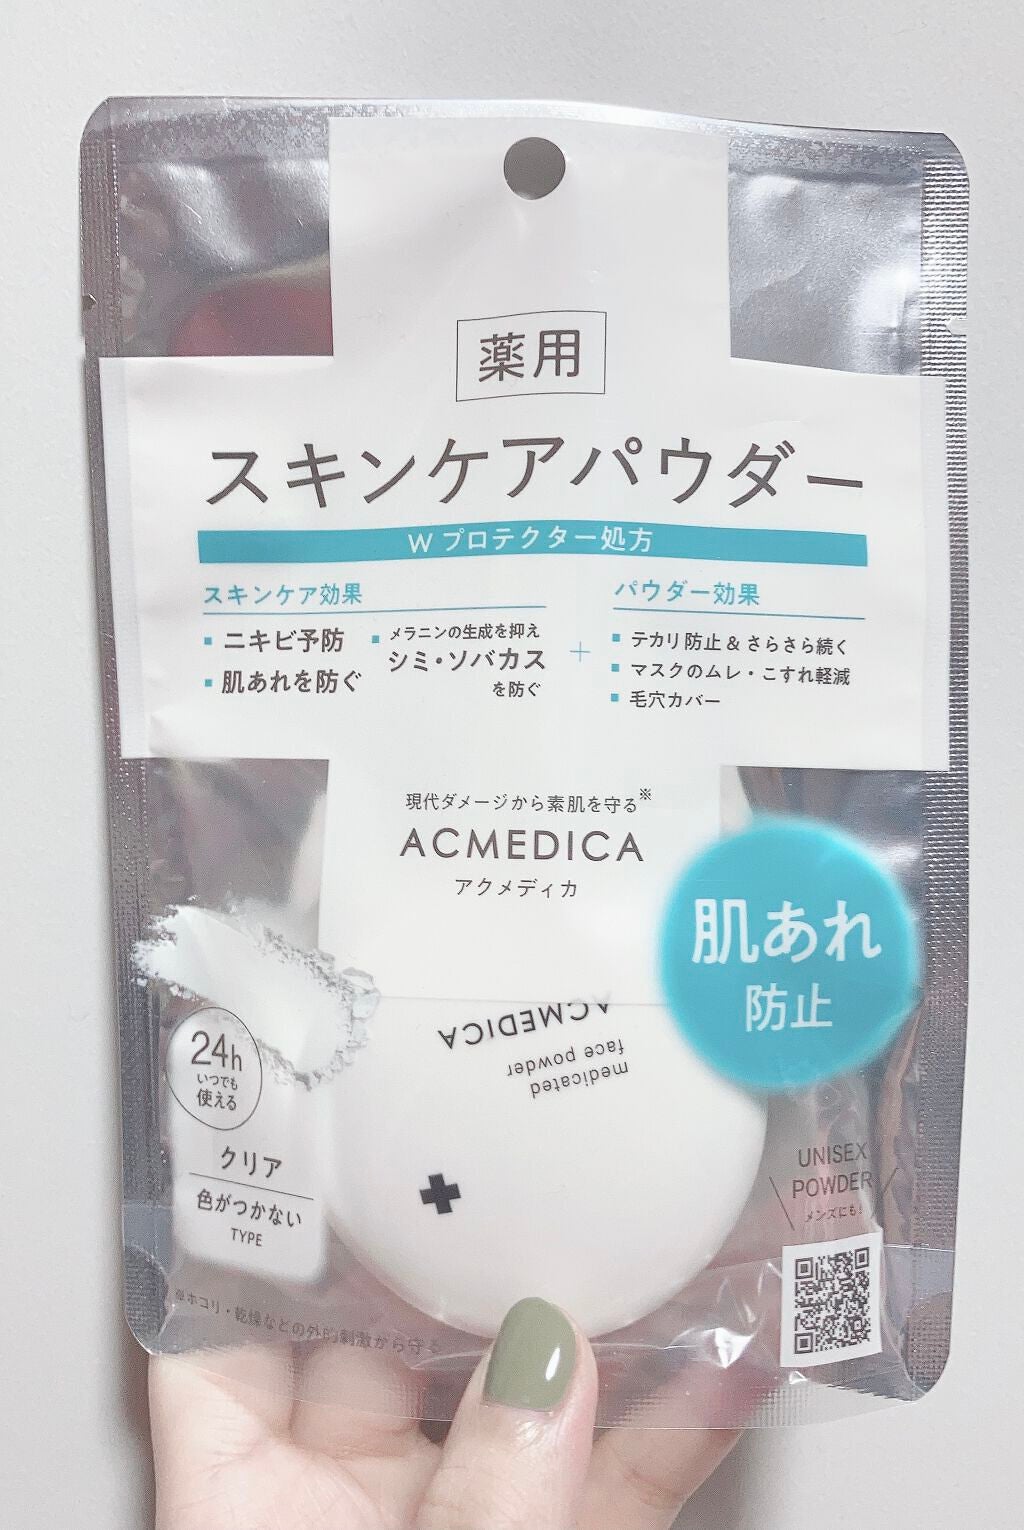 薬用
スキンケアパウダー
W プロテクター処方
スキンケア効果
ニキビ予防
肌あれを防ぐ
メラニンの生成を抑え
シミ・ソバカス
を防ぐ
+
パウダー効果
テカリ防止 & さらさら続く
マスクのムレ・こすれ軽減
毛穴カバー
現代ダメージから素肌を守る※
ACMEDICA
アクメディカ
肌あれ
防止
ACMEDICA
medicated
face powder
24h
いつでも
使える
クリア
色がつかない
TYPE
UNISEX
POWDER
メンズにも!
※ホコリ・乾燥などの外的刺激から守る